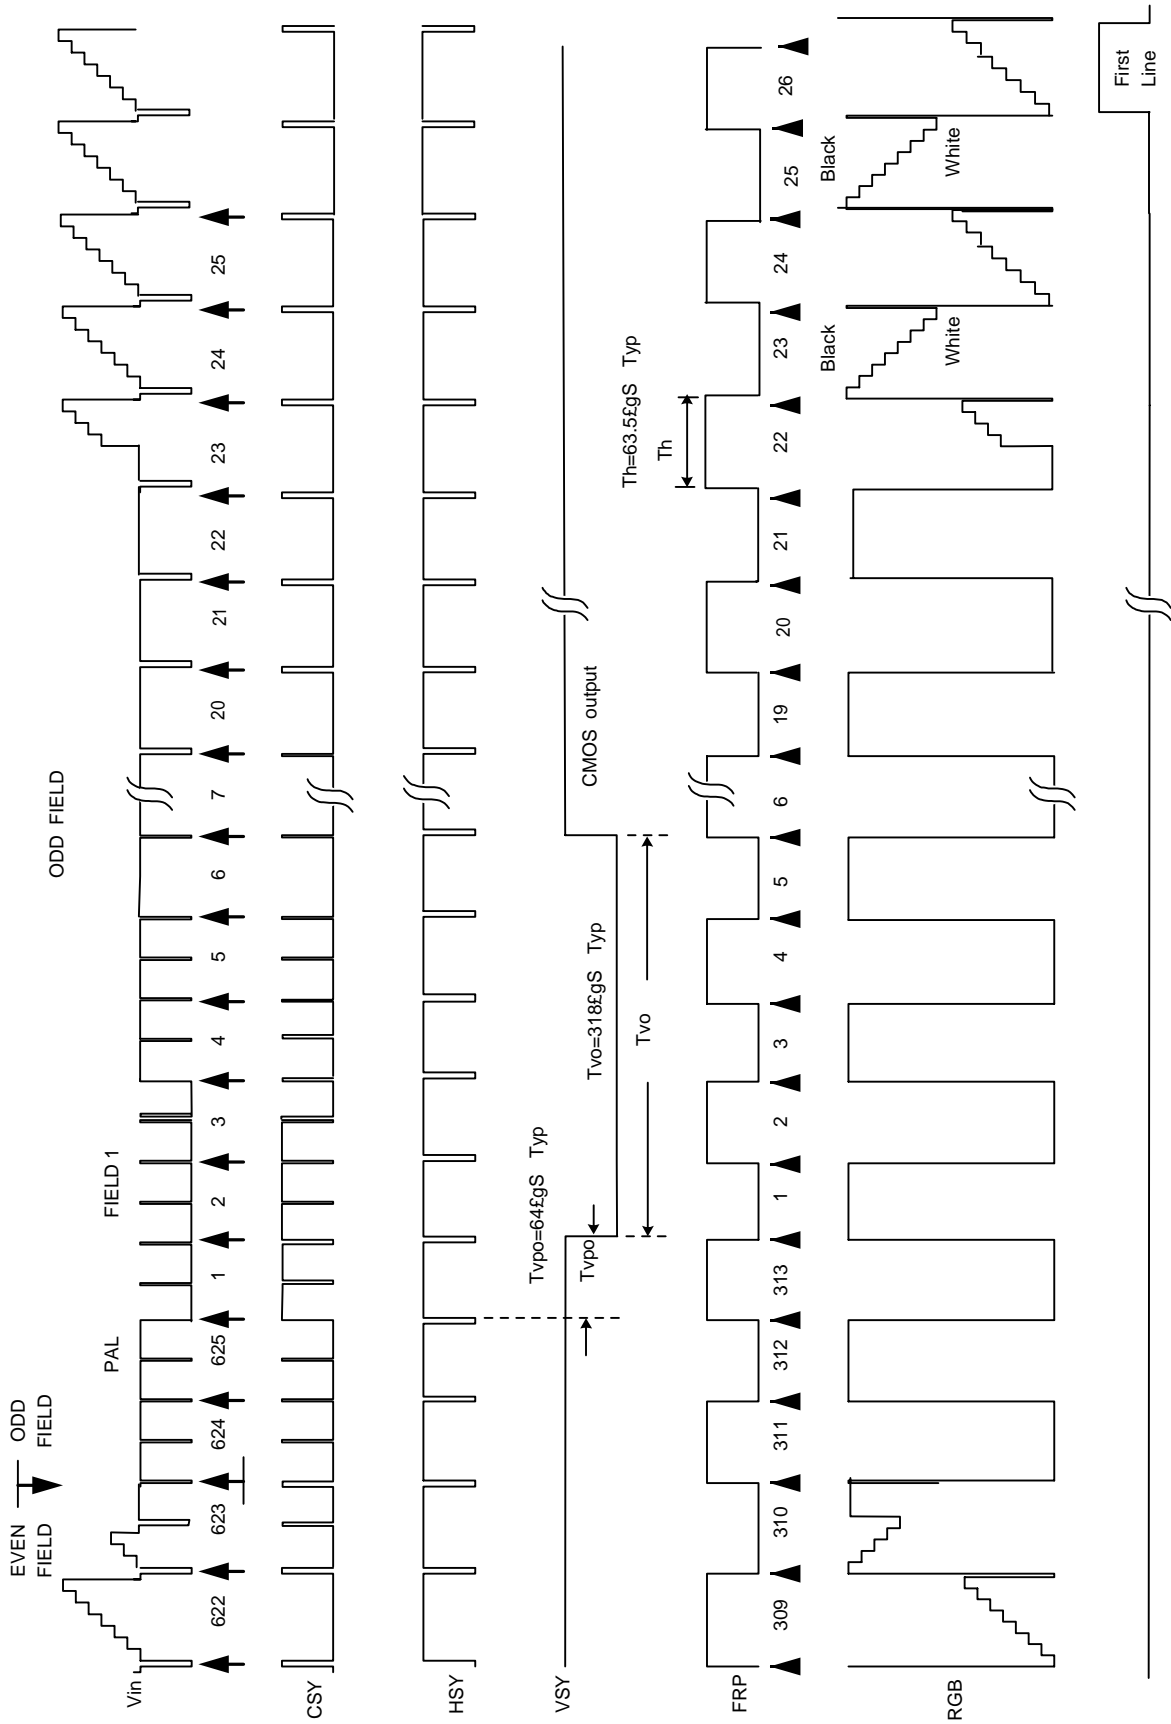 EVEN
FIELD
ODD
FIELD
ODD FIELD
PAL
FIELD 1
Vin
622
623
624
625
1
2
3
4
5
6
7
20
21
22
23
24
25
CSY
HSY
VSY
Tvpo=64£gS Typ
Tvpo
Tvo=318£gS Typ
Tvo
CMOS output
Th=63.5£gS Typ
Th
FRP
309
310
311
312
313
1
2
3
4
5
6
19
20
21
22
23
24
25
26
RGB
Black
White
Black
White
First
Line